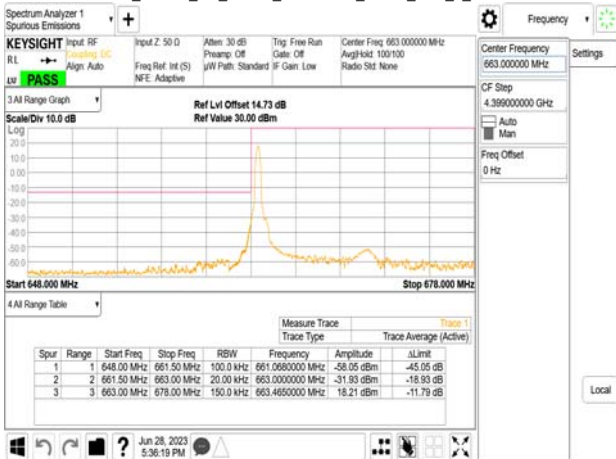 Spectrum Analyzer 1
Spurious Emissions
+
Frequency
KEYSIGHT Input: RF Input Z: 50 Ω Atten: 30 dB Trig: Free Run Center Freq: 663.000000 MHz
RL Coupling: DC Preamp: Off Gate: Off Avg|Hold: 100/100
Align: Auto Freq Ref: Int (S) µW Path: Standard IF Gain: Low Radio Std: None
LV PASS NFE: Adaptive
Center Frequency
663.000000 MHz
Settings
CF Step
4.399000000 GHz
Auto
Man
Freq Offset
0 Hz
Local
3 All Range Graph
Ref Lvl Offset 14.73 dB
Scale/Div 10.0 dB Ref Value 30.00 dBm
Log
20.0
10.0
0.00
-10.0
-20.0
-30.0
-40.0
-50.0
-60.0
Start 648.000 MHz Stop 678.000 MHz
4 All Range Table
Measure Trace Trace 1
Trace Type Trace Average (Active)
Spur Range Start Freq Stop Freq RBW Frequency Amplitude ΔLimit
1 1 648.00 MHz 661.50 MHz 100.0 kHz 661.0680000 MHz -58.05 dBm -45.05 dB
2 2 661.50 MHz 663.00 MHz 20.00 kHz 663.0000000 MHz -31.93 dBm -18.93 dB
3 3 663.00 MHz 678.00 MHz 150.0 kHz 663.4650000 MHz 18.21 dBm -11.79 dB
? Jun 28, 2023
5:36:19 PM